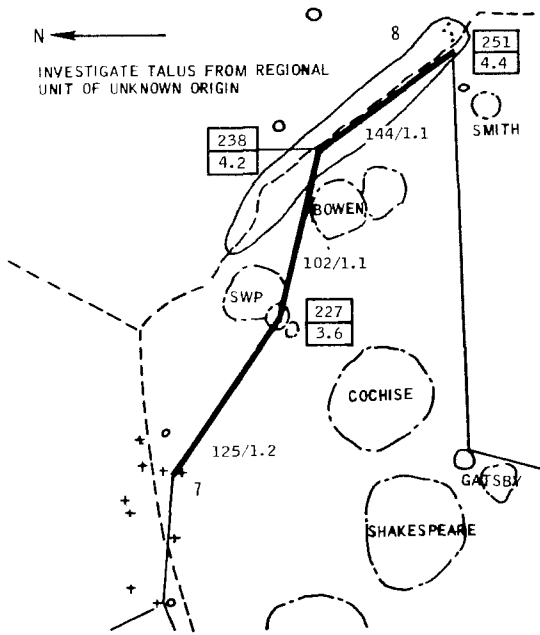 N
8
251
4.4
INVESTIGATE TALUS FROM REGIONAL
UNIT OF UNKNOWN ORIGIN
SMITH
144/1.1
238
4.2
BOWEN
102/1.1
SWP
227
3.6
COCHISE
125/1.2
7
GATSBY
SHAKESPEARE